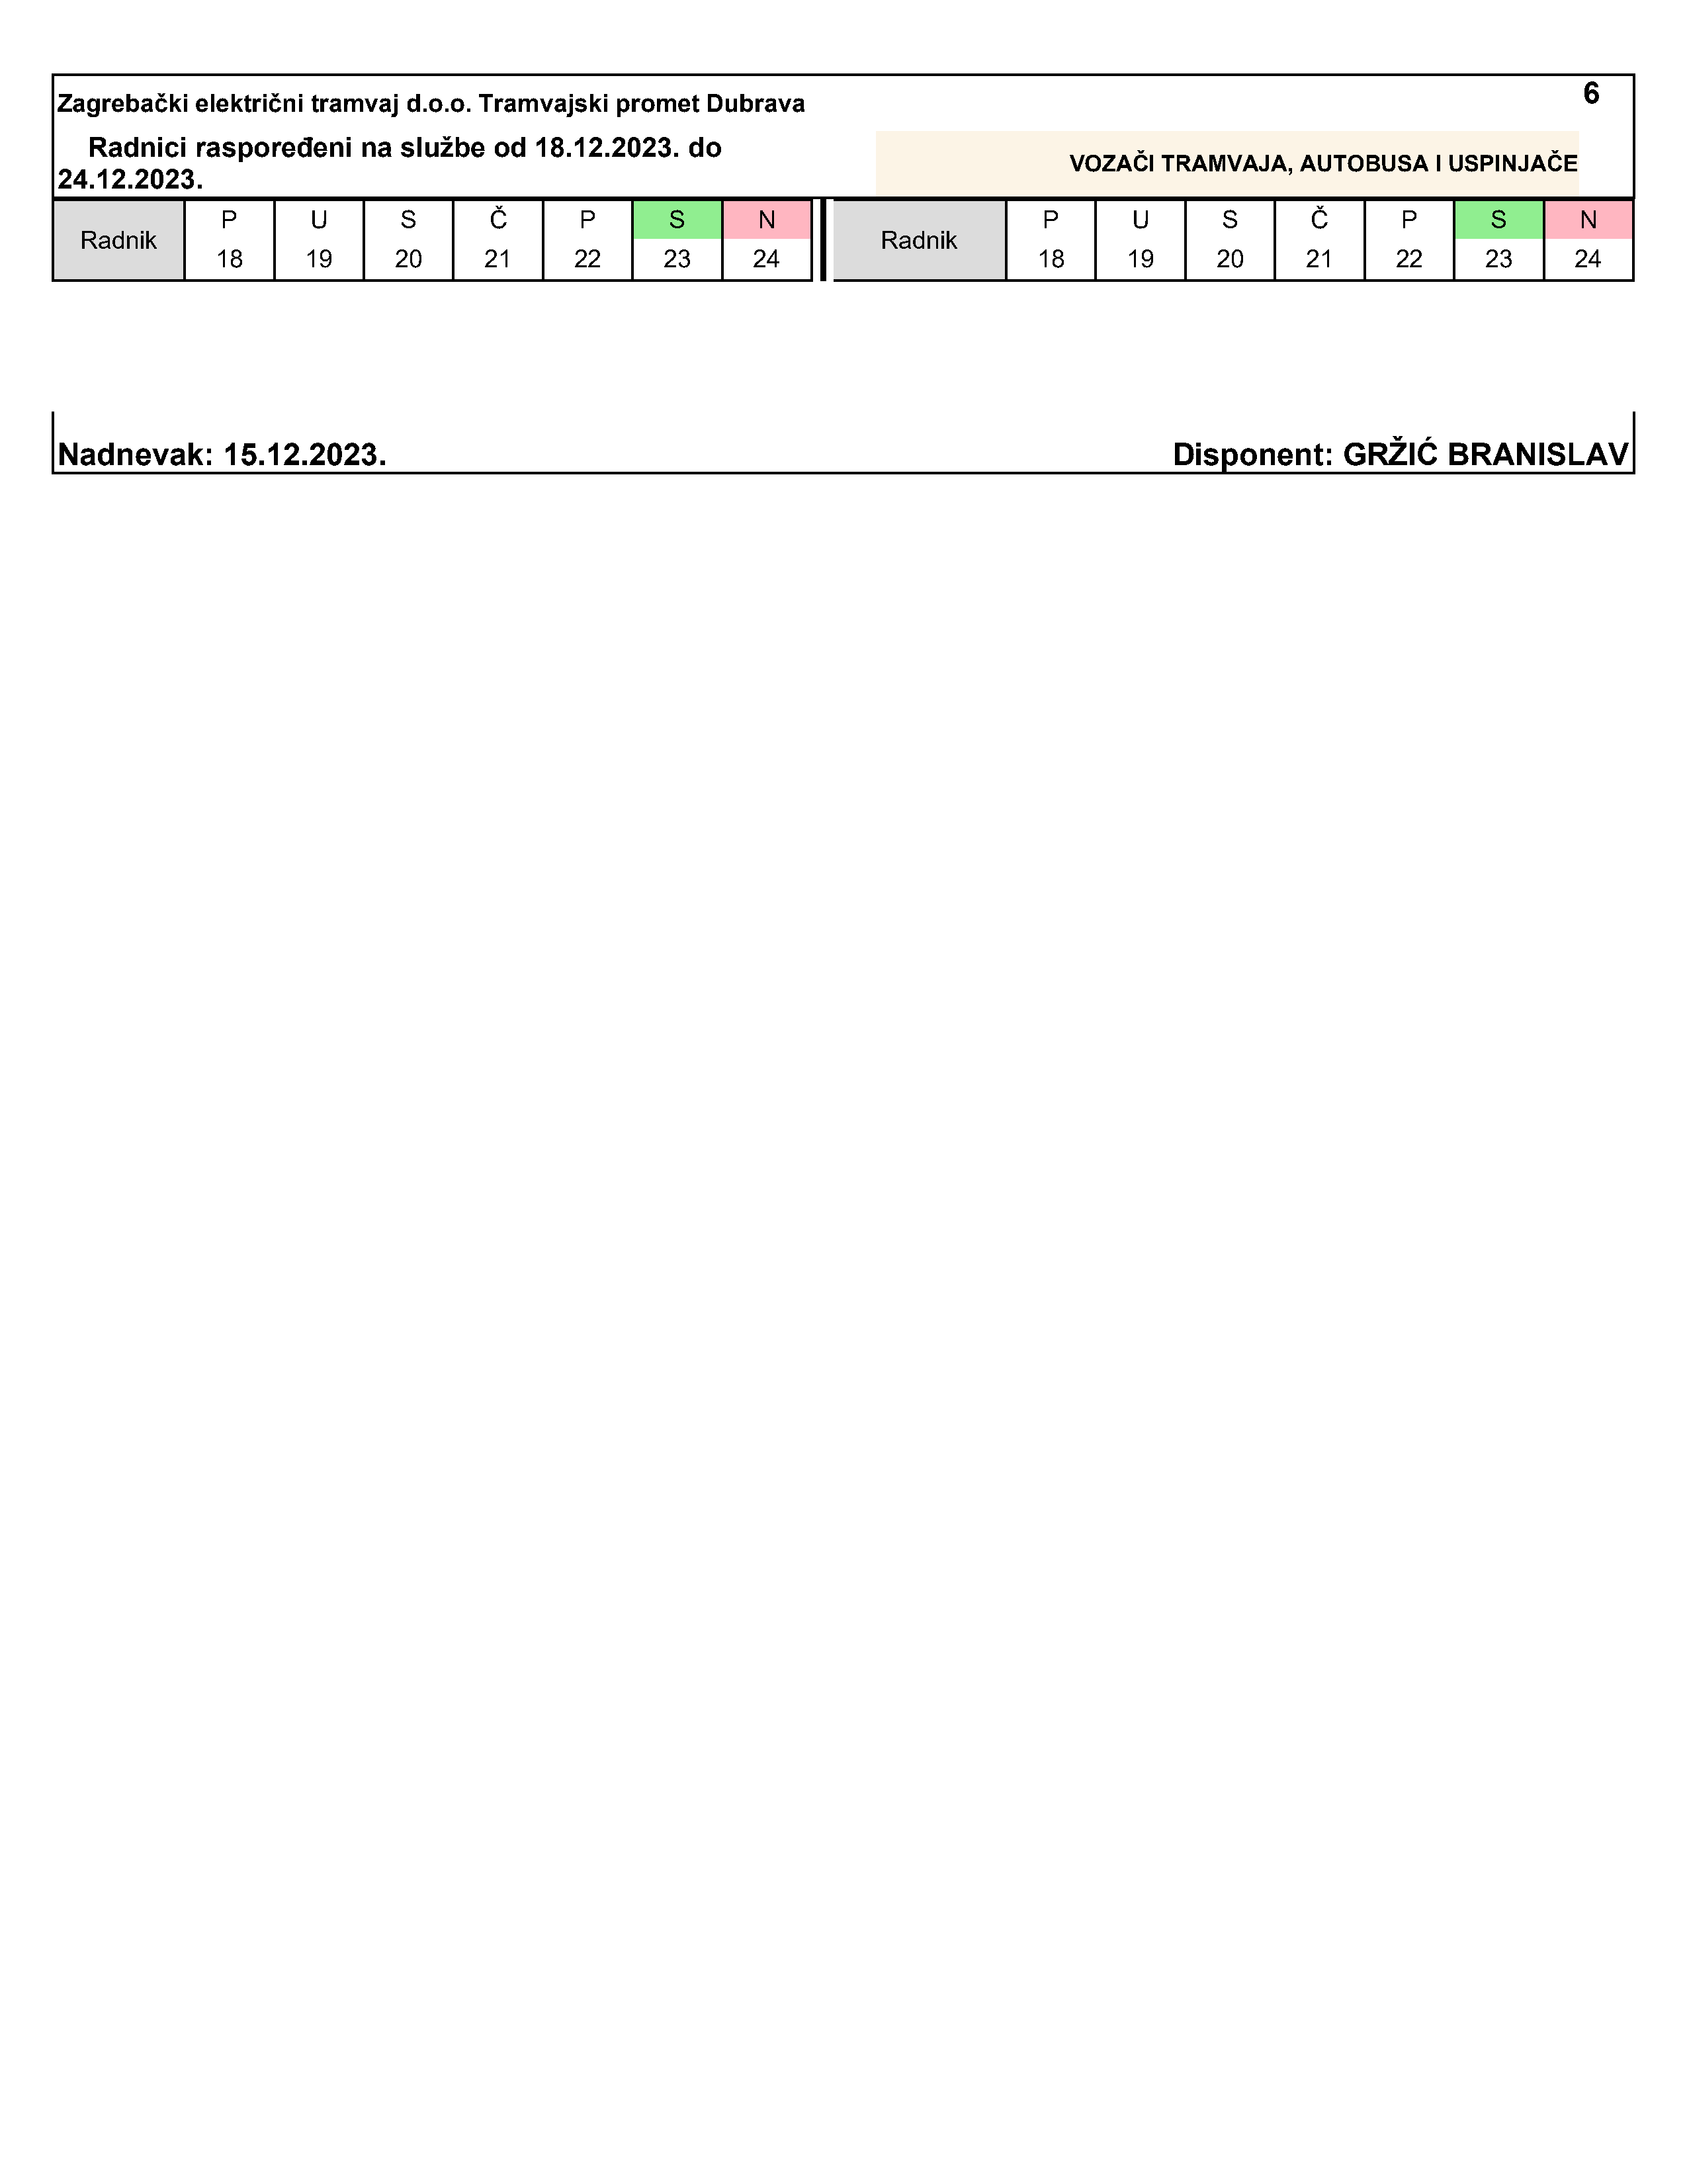 6
Zagrebački električni tramvaj d.o.o. Tramvajski promet Dubrava
Radnici raspoređeni na službe od 18.12.2023. do
24.12.2023.
VOZAČI TRAMVAJA, AUTOBUSA I USPINJAČE
Radnik P U S Č P S N Radnik P U S Č P S N
18 19 20 21 22 23 24 18 19 20 21 22 23 24
Nadnevak: 15.12.2023. Disponent: GRŽIĆ BRANISLAV